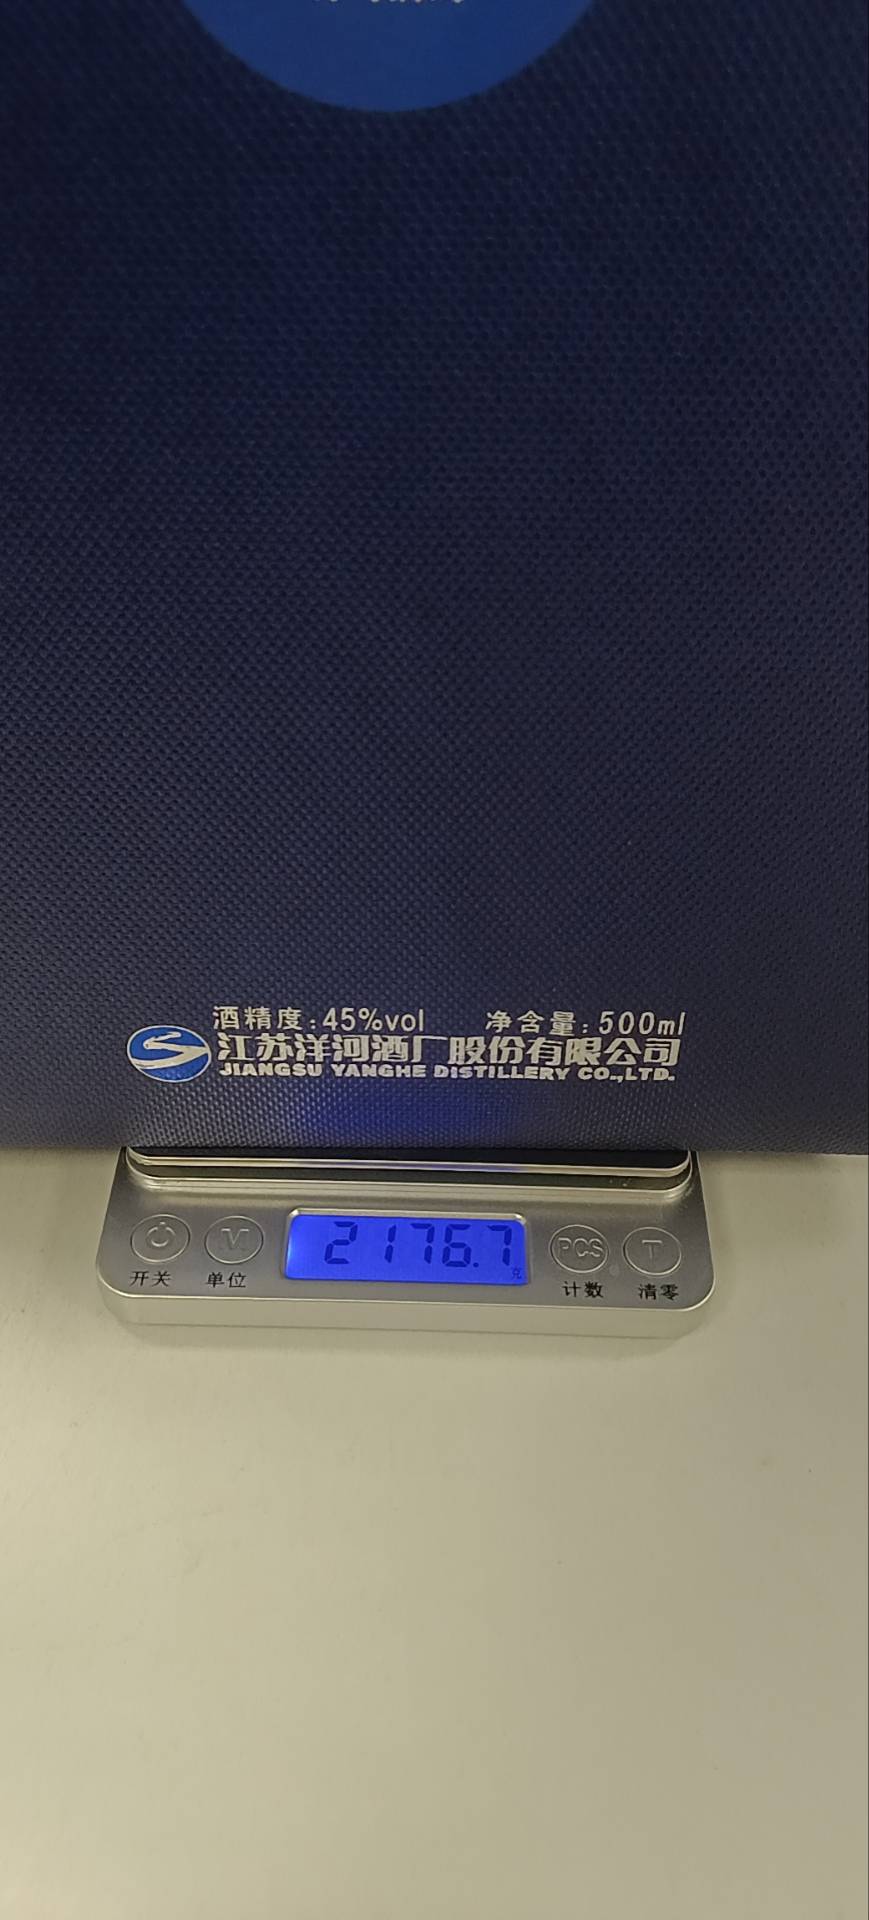 酒精度:45%vol 净含量:500ml
江苏洋河酒厂股份有限公司
JIANGSU YANGHE DISTILLERY CO.,LTD.
2176.7
克
M PCS T
开关 单位 计数 清零